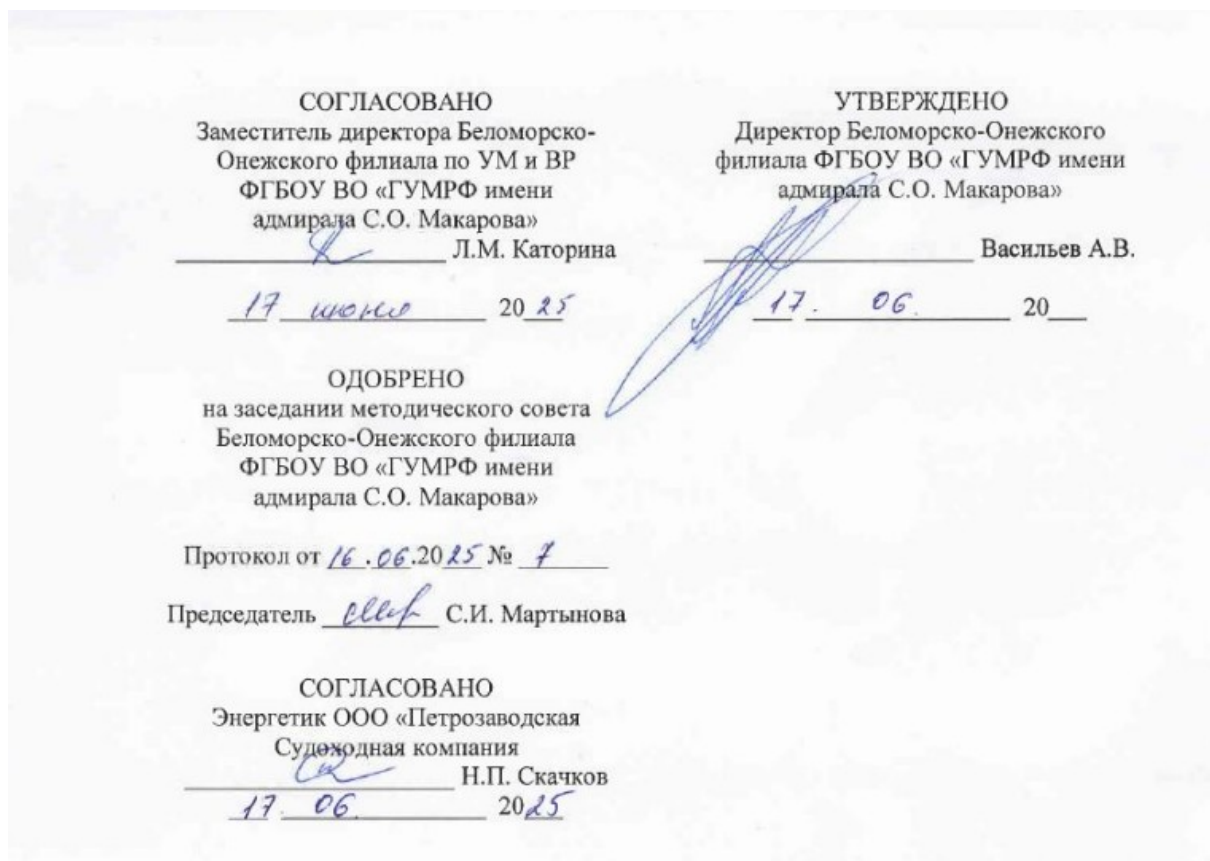 СОГЛАСОВАНО
Заместитель директора Беломорско-
Онежского филиала по УМ и ВР
ФГБОУ ВО «ГУМРФ имени
адмирала С.О. Макарова»
Л.М. Каторина
17 июня 2025
УТВЕРЖДЕНО
Директор Беломорско-Онежского
филиала ФГБОУ ВО «ГУМРФ имени
адмирала С.О. Макарова»
Васильев А.В.
17. 06. 20
ОДОБРЕНО
на заседании методического совета
Беломорско-Онежского филиала
ФГБОУ ВО «ГУМРФ имени
адмирала С.О. Макарова»
Протокол от 16.06.2025 № 7
Председатель С.И. Мартынова
СОГЛАСОВАНО
Энергетик ООО «Петрозаводская
Судоходная компания
Н.П. Скачков
17. 06 2025